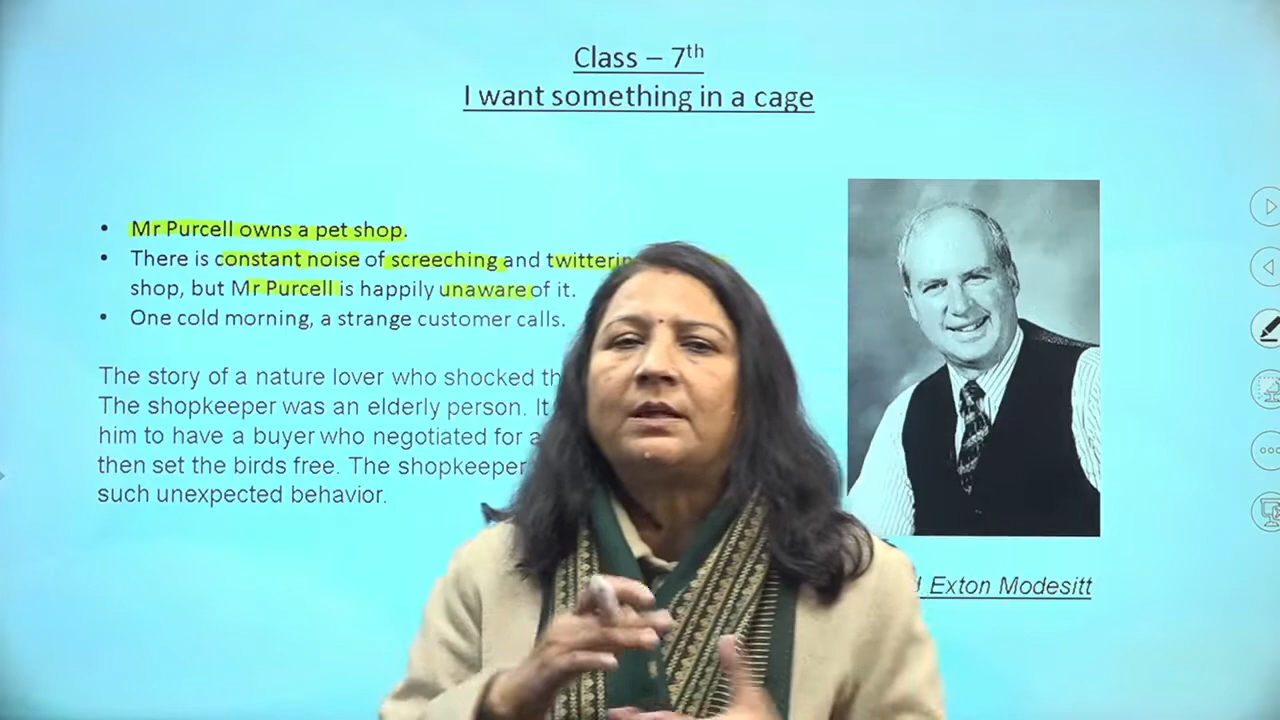 Class – 7th
I want something in a cage
• Mr Purcell owns a pet shop.
• There is constant noise of screeching and
shop, but Mr Purcell is happily unaware of it.
• One cold morning, a strange customer calls.
The story of a nature lover who shocked
The shopkeeper was an elderly person. It
him to have a buyer who negotiated for
then set the birds free. The shopkeeper
such unexpected behavior.
Exton Modesitt